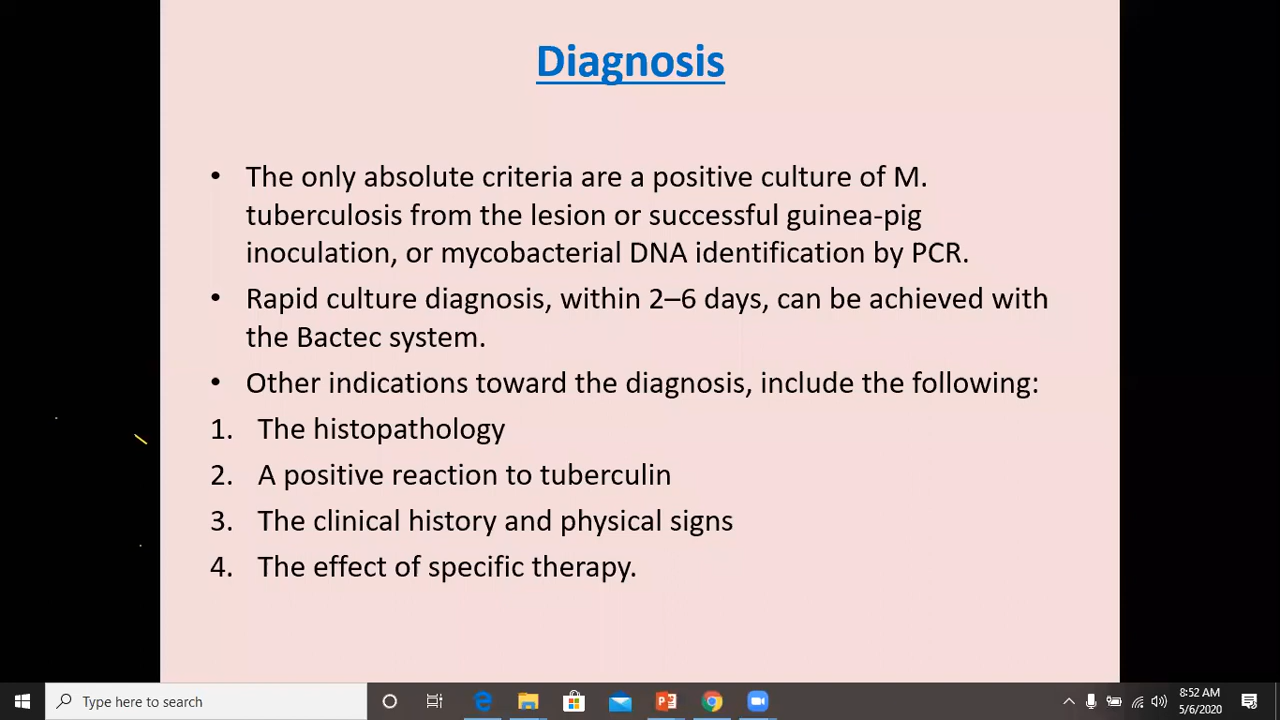 Diagnosis
• The only absolute criteria are a positive culture of M.
tuberculosis from the lesion or successful guinea-pig
inoculation, or mycobacterial DNA identification by PCR.
• Rapid culture diagnosis, within 2–6 days, can be achieved with
the Bactec system.
• Other indications toward the diagnosis, include the following:
1. The histopathology
2. A positive reaction to tuberculin
3. The clinical history and physical signs
4. The effect of specific therapy.
Type here to search
8:52 AM
5/6/2020